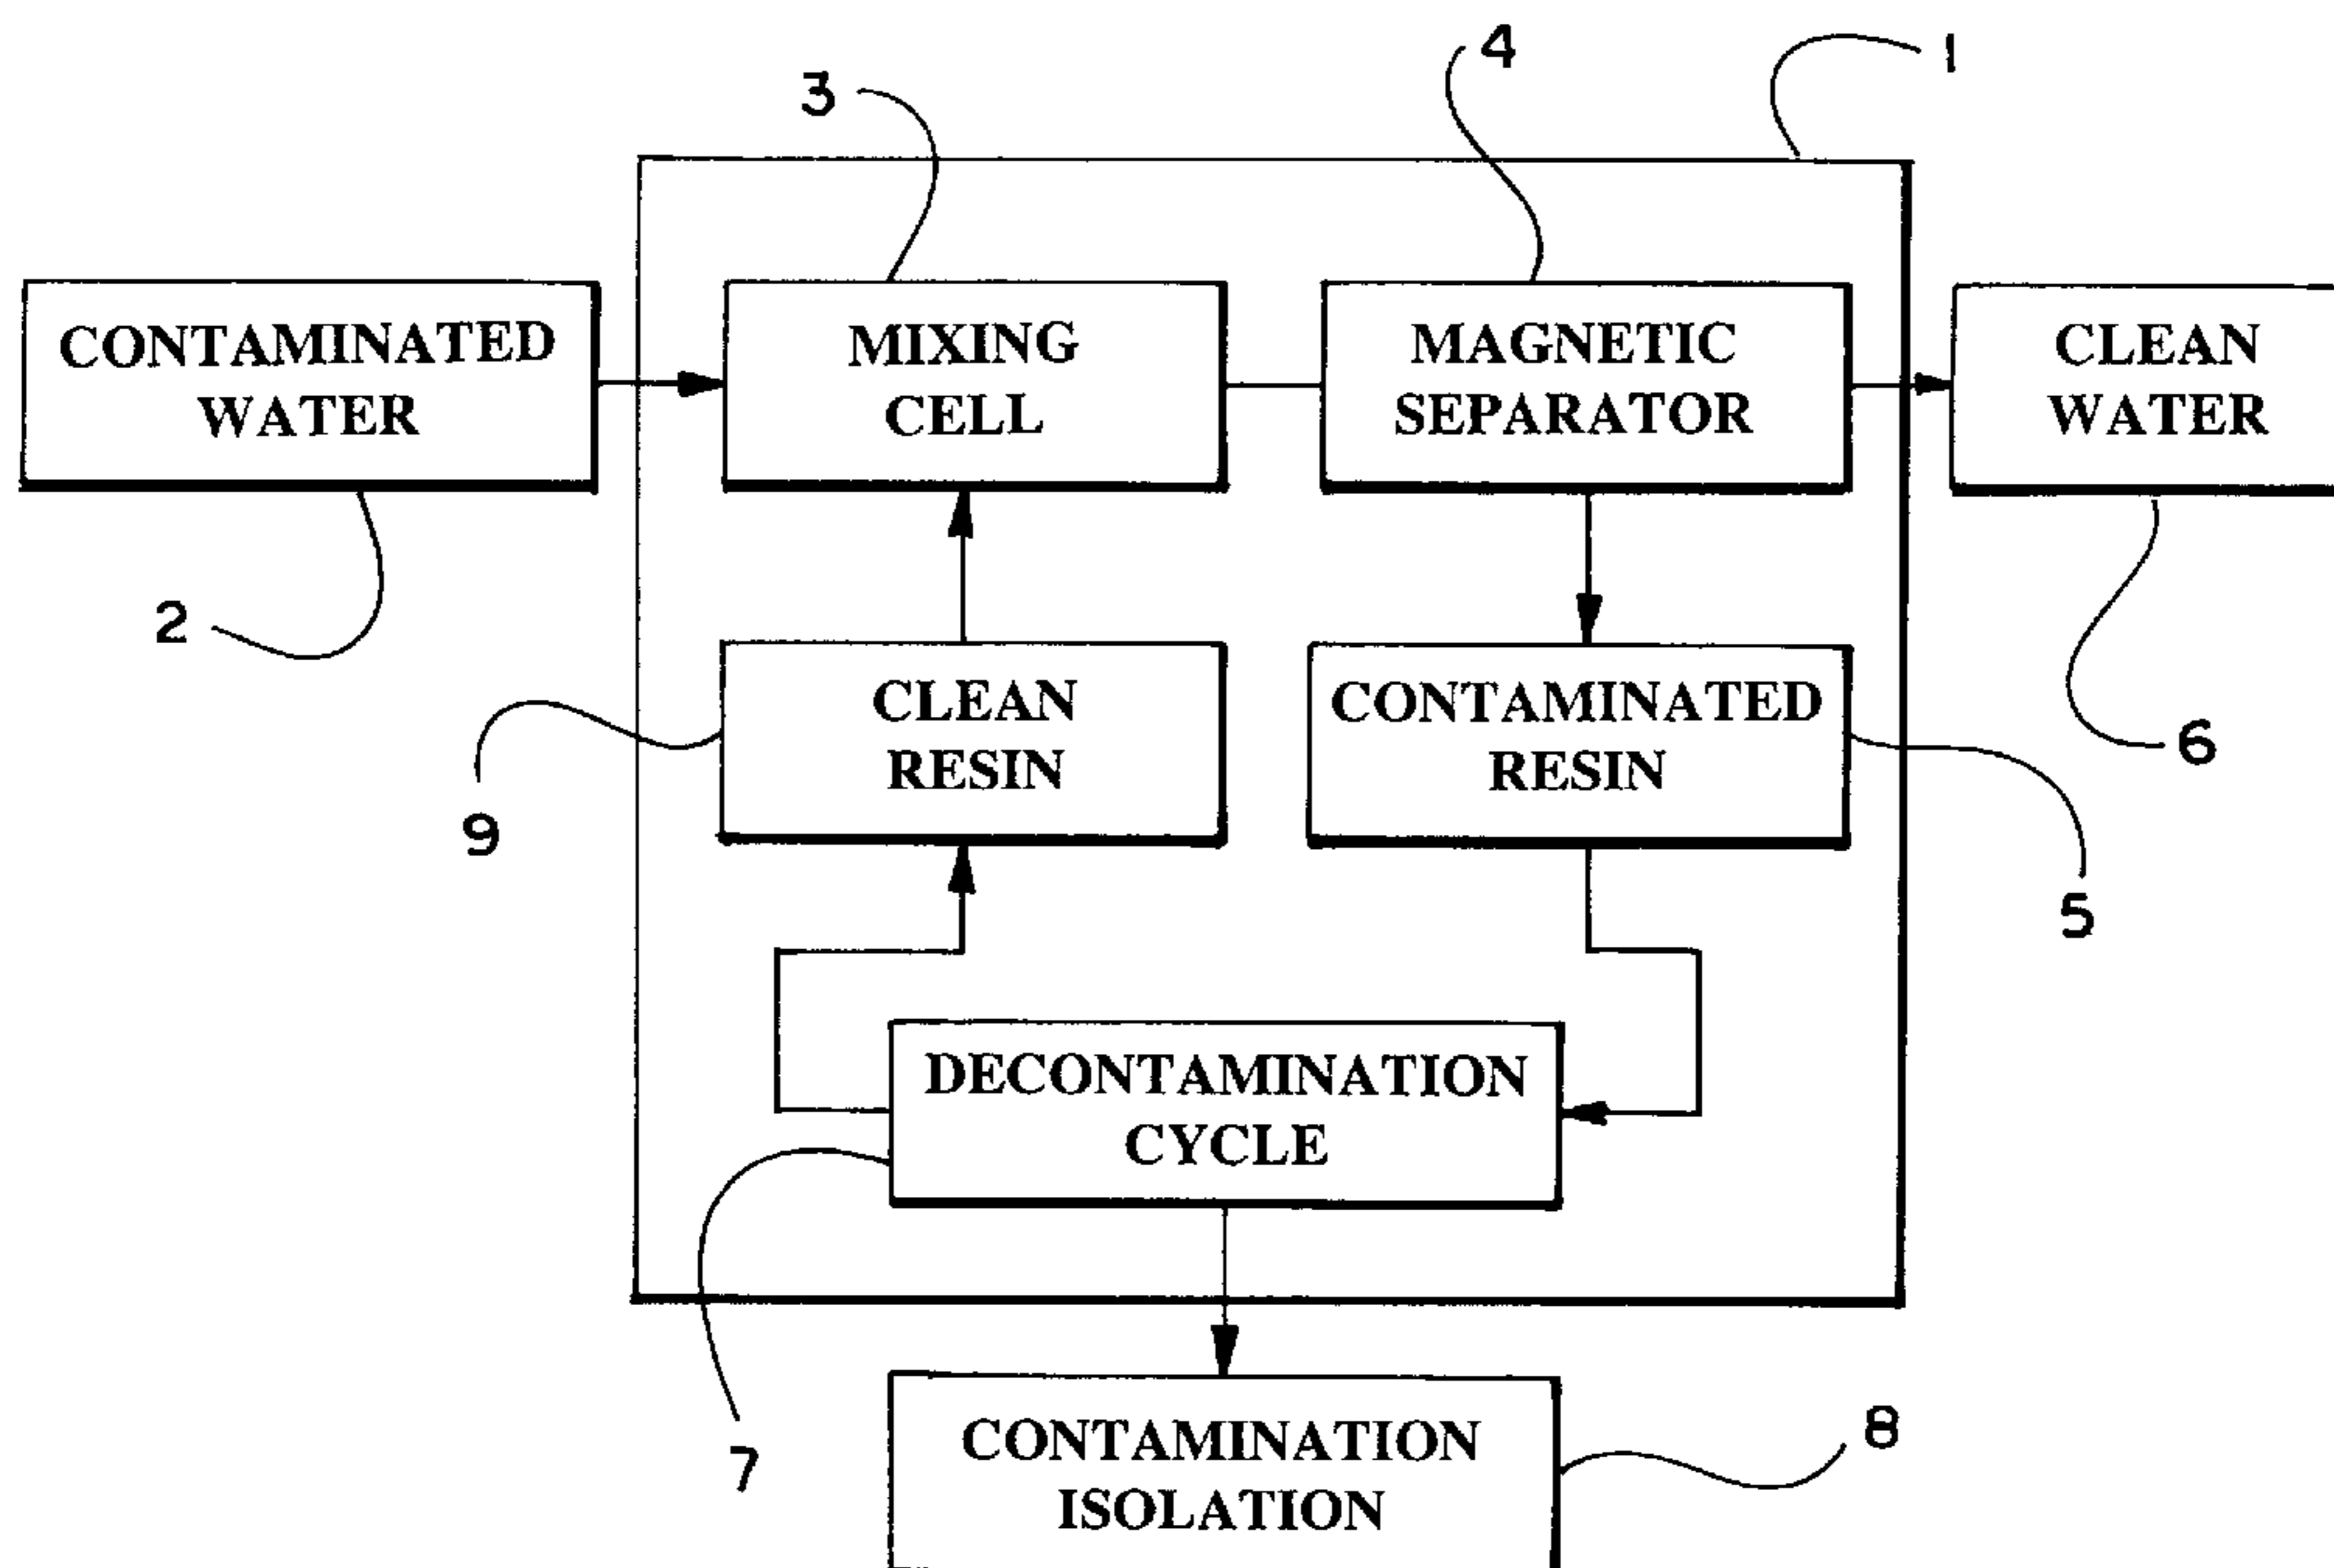 4
1
3
CONTAMINATED
WATER
MIXING
CELL
MAGNETIC
SEPARATOR
CLEAN
WATER
2
CLEAN
RESIN
CONTAMINATED
RESIN
6
9
5
DECONTAMINATION
CYCLE
7
8
CONTAMINATION
ISOLATION